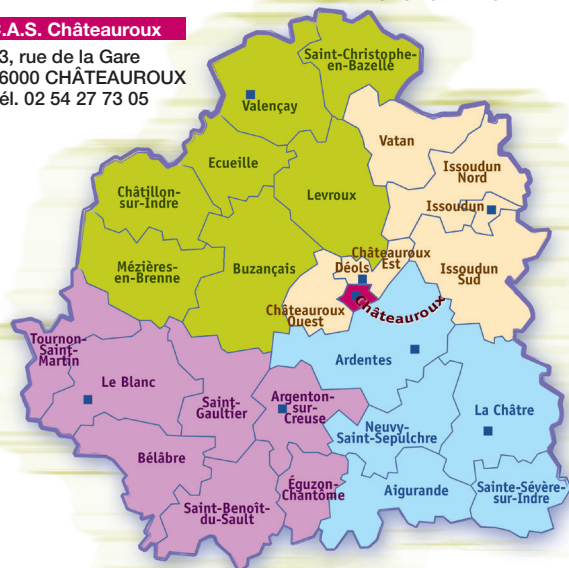 .A.S. Châteauroux
3, rue de la Gare
6000 CHÂTEAUROUX
él. 02 54 27 73 05
Saint-Christophe-
en-Bazelle
Valençay
Vatan
Ecueille
Issoudun
Nord
Châtillon-
sur-Indre
Levroux
Issoudun
Châteauroux
Est
Mézières-
en-Brenne
Buzançais
Déols
Issoudun
Sud
Châteauroux
Ouest
Châteauroux
Tournon-
Saint-
Martin
Ardentes
Le Blanc
Saint-
Gaultier
Argenton-
sur-
Creuse
La Châtre
Neuvy-
Saint-Sépulchre
Bélâbre
Éguzon-
Chantôme
Aigurande
Sainte-Sévère-
sur-Indre
Saint-Benoît-
du-Sault